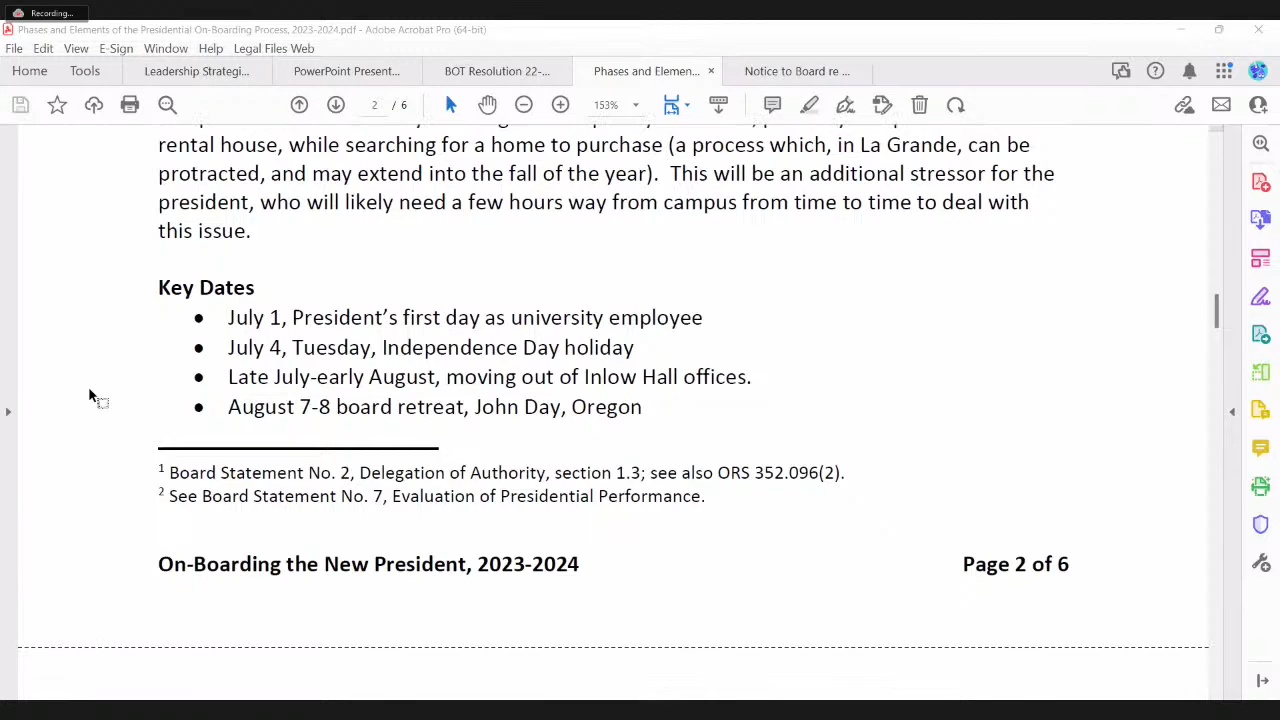 Recording...
Phases and Elements of the Presidential On-Boarding Process, 2023-2024.pdf - Adobe Acrobat Pro (64-bit)
File Edit View E-Sign Window Help Legal Files Web
Home Tools Leadership Strategi... PowerPoint Present... BOT Resolution 22-... Phases and Elemen... × Notice to Board re ...
2 / 6 153%
rental house, while searching for a home to purchase (a process which, in La Grande, can be
protracted, and may extend into the fall of the year). This will be an additional stressor for the
president, who will likely need a few hours way from campus from time to time to deal with
this issue.
Key Dates
• July 1, President's first day as university employee
• July 4, Tuesday, Independence Day holiday
• Late July-early August, moving out of Inlow Hall offices.
• August 7-8 board retreat, John Day, Oregon
1 Board Statement No. 2, Delegation of Authority, section 1.3; see also ORS 352.096(2).
2 See Board Statement No. 7, Evaluation of Presidential Performance.
On-Boarding the New President, 2023-2024 Page 2 of 6